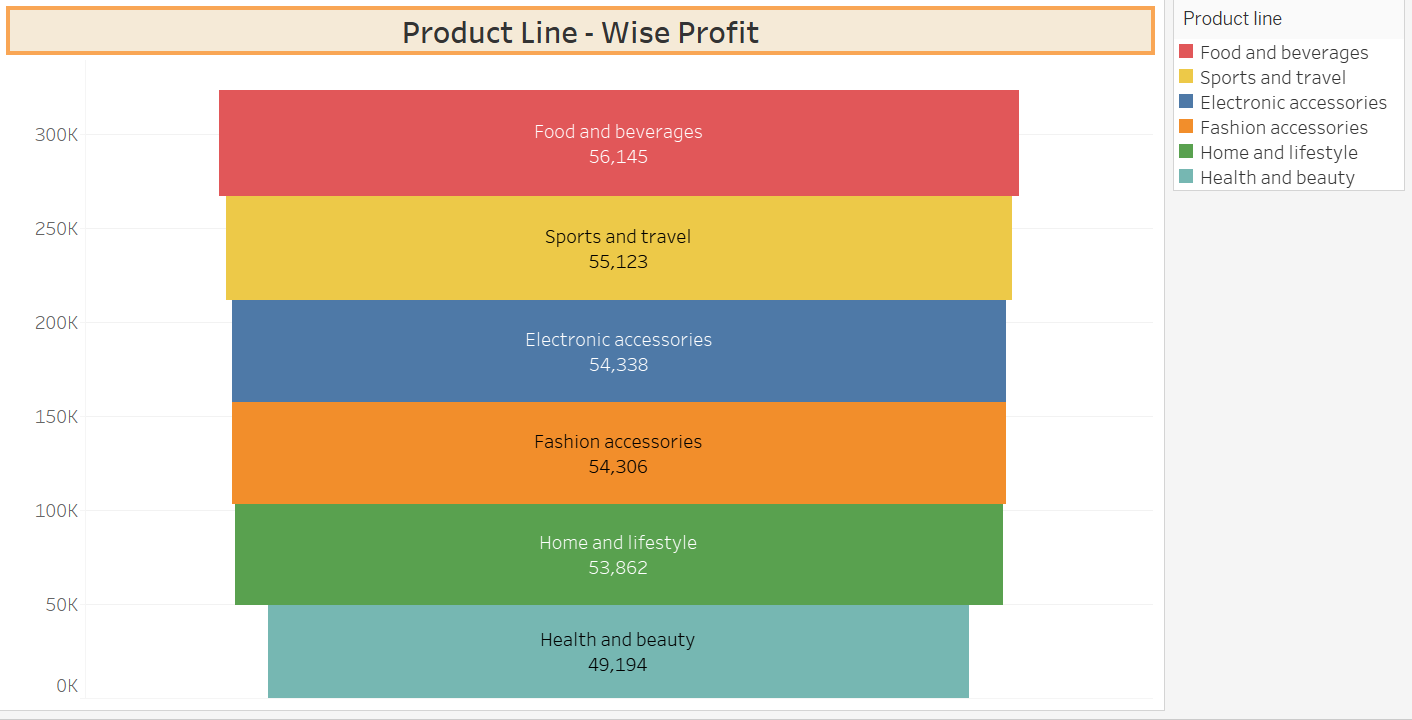 Product Line - Wise Profit
Product line
Food and beverages
Sports and travel
Electronic accessories
Fashion accessories
Home and lifestyle
Health and beauty
300K
250K
200K
150K
100K
50K
0K
Food and beverages
56,145
Sports and travel
55,123
Electronic accessories
54,338
Fashion accessories
54,306
Home and lifestyle
53,862
Health and beauty
49,194